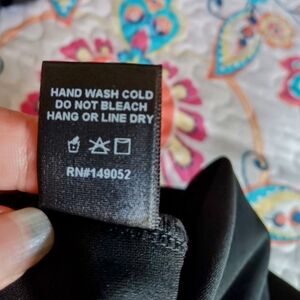 HAND WASH COLD
DO NOT BLEACH
HANG OR LINE DRY
RN#149052